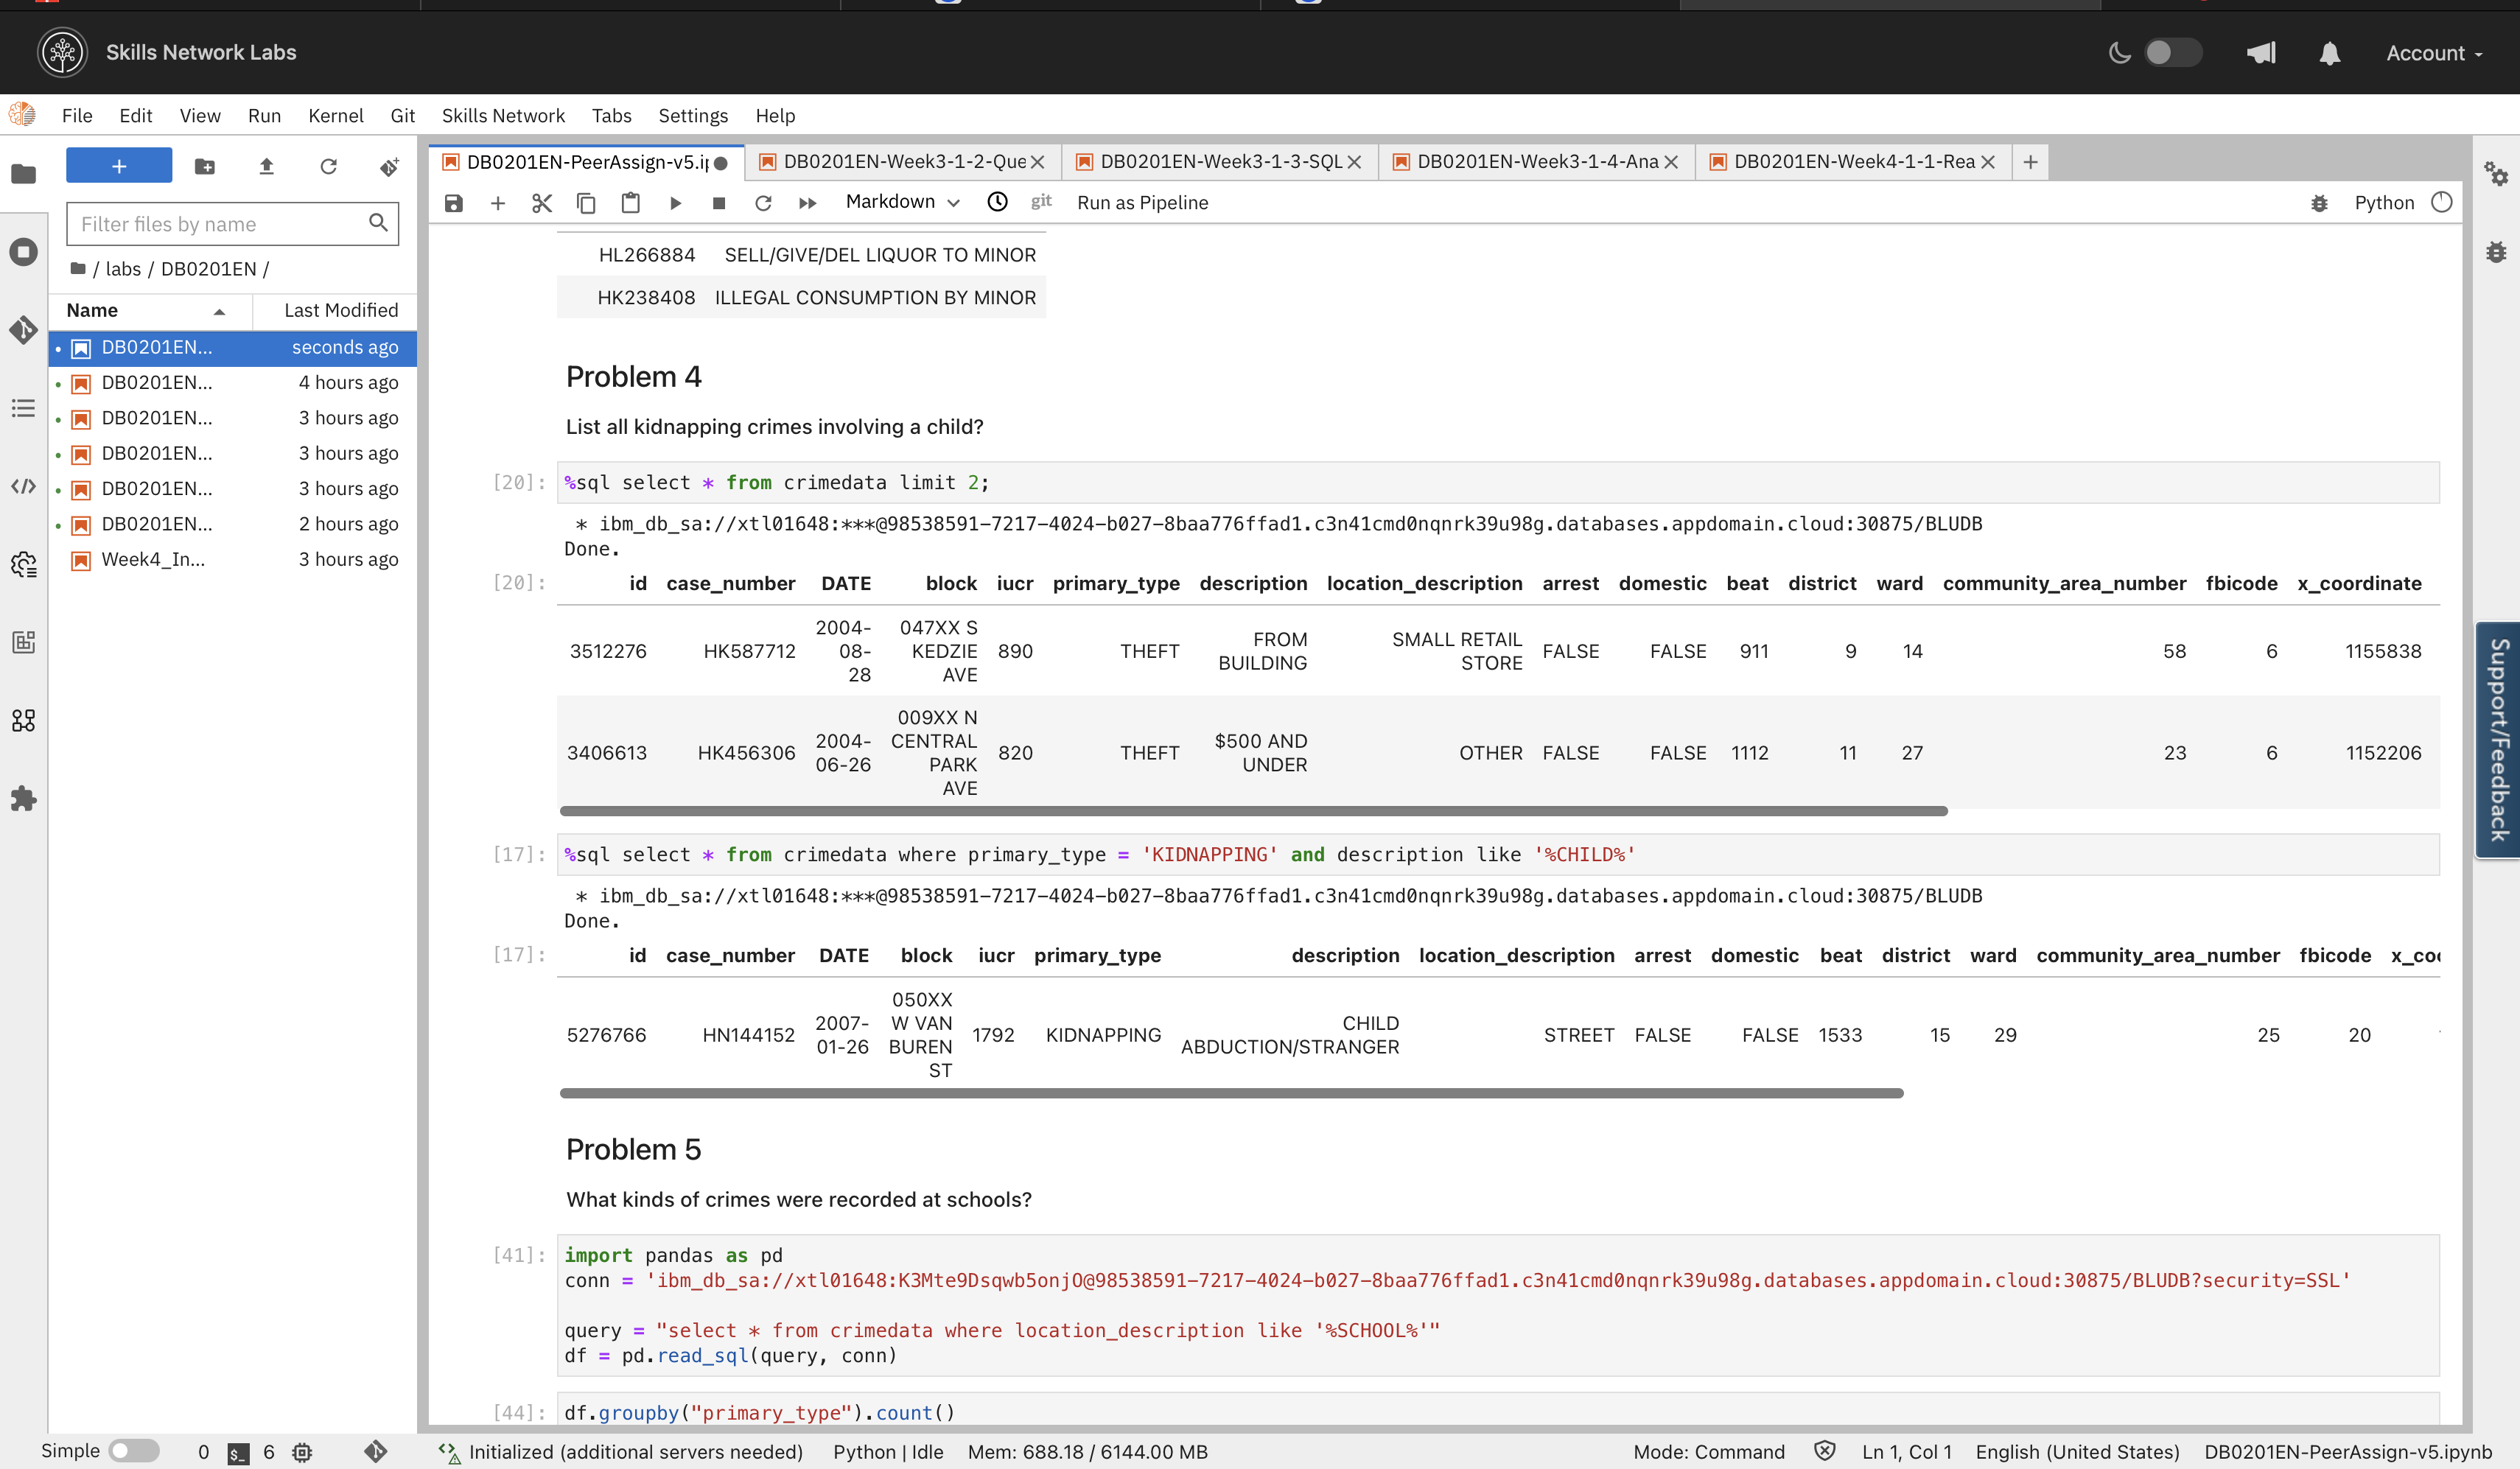 Skills Network Labs
Account
File Edit View Run Kernel Git Skills Network Tabs Settings Help
+
Filter files by name
/ labs / DB0201EN /
Name Last Modified
DB0201EN... seconds ago
DB0201EN... 4 hours ago
DB0201EN... 3 hours ago
DB0201EN... 3 hours ago
DB0201EN... 3 hours ago
DB0201EN... 2 hours ago
Week4_In... 3 hours ago
DB0201EN-PeerAssign-v5.ip DB0201EN-Week3-1-2-Que DB0201EN-Week3-1-3-SQL DB0201EN-Week3-1-4-Ana DB0201EN-Week4-1-1-Rea +
Markdown git Run as Pipeline Python
HL266884 SELL/GIVE/DEL LIQUOR TO MINOR
HK238408 ILLEGAL CONSUMPTION BY MINOR
Problem 4
List all kidnapping crimes involving a child?
[20]: %sql select * from crimedata limit 2;
* ibm_db_sa://xtl01648:***@98538591-7217-4024-b027-8baa776ffad1.c3n41cmd0nqnrk39u98g.databases.appdomain.cloud:30875/BLUDB
Done.
[20]: id case_number DATE block iucr primary_type description location_description arrest domestic beat district ward community_area_number fbicode x_coordinate
3512276 HK587712 2004-08-28 047XX S KEDZIE AVE 890 THEFT FROM BUILDING SMALL RETAIL STORE FALSE FALSE 911 9 14 58 6 1155838
3406613 HK456306 2004-06-26 009XX N CENTRAL PARK AVE 820 THEFT $500 AND UNDER OTHER FALSE FALSE 1112 11 27 23 6 1152206
[17]: %sql select * from crimedata where primary_type = 'KIDNAPPING' and description like '%CHILD%'
* ibm_db_sa://xtl01648:***@98538591-7217-4024-b027-8baa776ffad1.c3n41cmd0nqnrk39u98g.databases.appdomain.cloud:30875/BLUDB
Done.
[17]: id case_number DATE block iucr primary_type description location_description arrest domestic beat district ward community_area_number fbicode
5276766 HN144152 2007-01-26 050XX W VAN BUREN ST 1792 KIDNAPPING CHILD ABDUCTION/STRANGER STREET FALSE FALSE 1533 15 29 25 20
Problem 5
What kinds of crimes were recorded at schools?
[41]: import pandas as pd
conn = 'ibm_db_sa://xtl01648:K3Mte9Dsqwb5onjO@98538591-7217-4024-b027-8baa776ffad1.c3n41cmd0nqnrk39u98g.databases.appdomain.cloud:30875/BLUDB?security=SSL'
query = "select * from crimedata where location_description like '%SCHOOL%'"
df = pd.read_sql(query, conn)
[44]: df.groupby("primary_type").count()
Support/Feedback
Simple 0 6 Initialized (additional servers needed) Python | Idle Mem: 688.18 / 6144.00 MB Mode: Command Ln 1, Col 1 English (United States) DB0201EN-PeerAssign-v5.ipynb